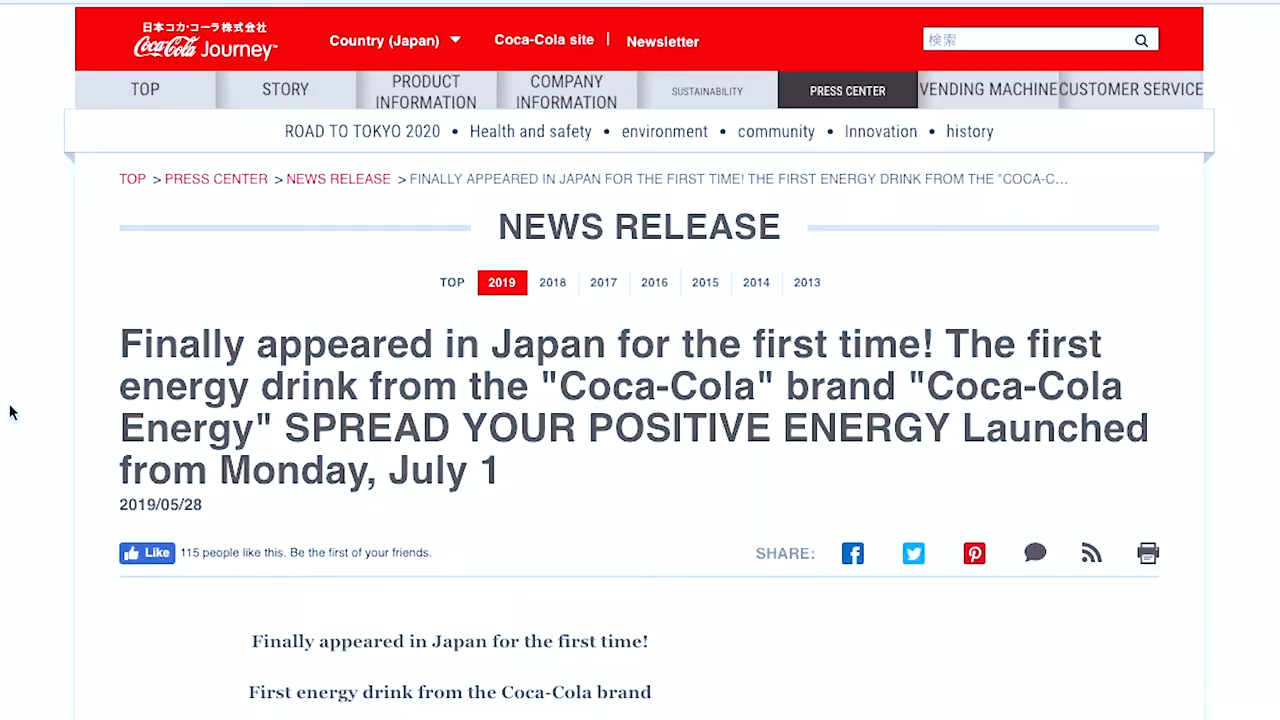 日本コカ·コーラ株式会社
Coca-Cola Journey™
Country (Japan)
Coca-Cola site | Newsletter
検索
TOP
STORY
PRODUCT
INFORMATION
COMPANY
INFORMATION
SUSTAINABILITY
PRESS CENTER
VENDING MACHINE
CUSTOMER SERVICE
ROAD TO TOKYO 2020 • Health and safety • environment • community • Innovation • history
TOP > PRESS CENTER > NEWS RELEASE > FINALLY APPEARED IN JAPAN FOR THE FIRST TIME! THE FIRST ENERGY DRINK FROM THE "COCA-C...
NEWS RELEASE
TOP 2019 2018 2017 2016 2015 2014 2013
Finally appeared in Japan for the first time! The first
energy drink from the "Coca-Cola" brand "Coca-Cola
Energy" SPREAD YOUR POSITIVE ENERGY Launched
from Monday, July 1
2019/05/28
Like 115 people like this. Be the first of your friends.
SHARE:
Finally appeared in Japan for the first time!
First energy drink from the Coca-Cola brand